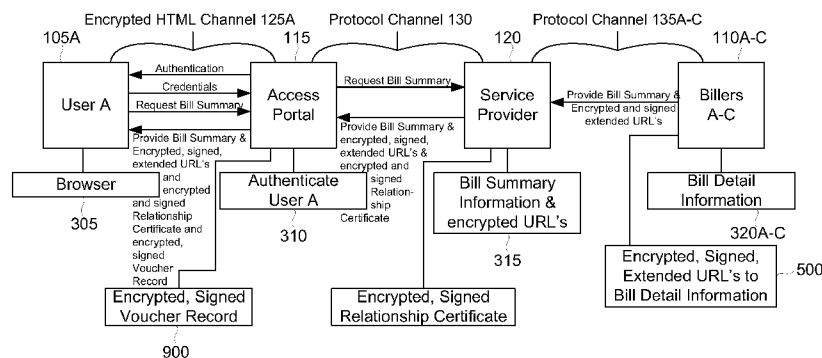 Encrypted HTML Channel 125A
Protocol Channel 130
Protocol Channel 135A-C
105A
115
120
110A-C
User A
Authentication
Credentials
Request Bill Summary
Provide Bill Summary &
Encrypted, signed,
extended URL's
and
encrypted
and signed
Relationship
Certificate and
encrypted,
signed
Voucher
Record
Access
Portal
Request Bill Summary
Provide Bill Summary &
encrypted, signed,
extended URL's &
encrypted and
signed
Relation-
ship
Certificate
Service
Provider
Provide Bill Summary &
Encrypted and signed
extended URL's
Billers
A-C
Browser
305
Authenticate
User A
310
Bill Summary
Information &
encrypted URL's
315
Bill Detail
Information
320A-C
Encrypted, Signed
Voucher Record
900
Encrypted, Signed
Relationship Certificate
Encrypted, Signed,
Extended URL's to
Bill Detail Information
500